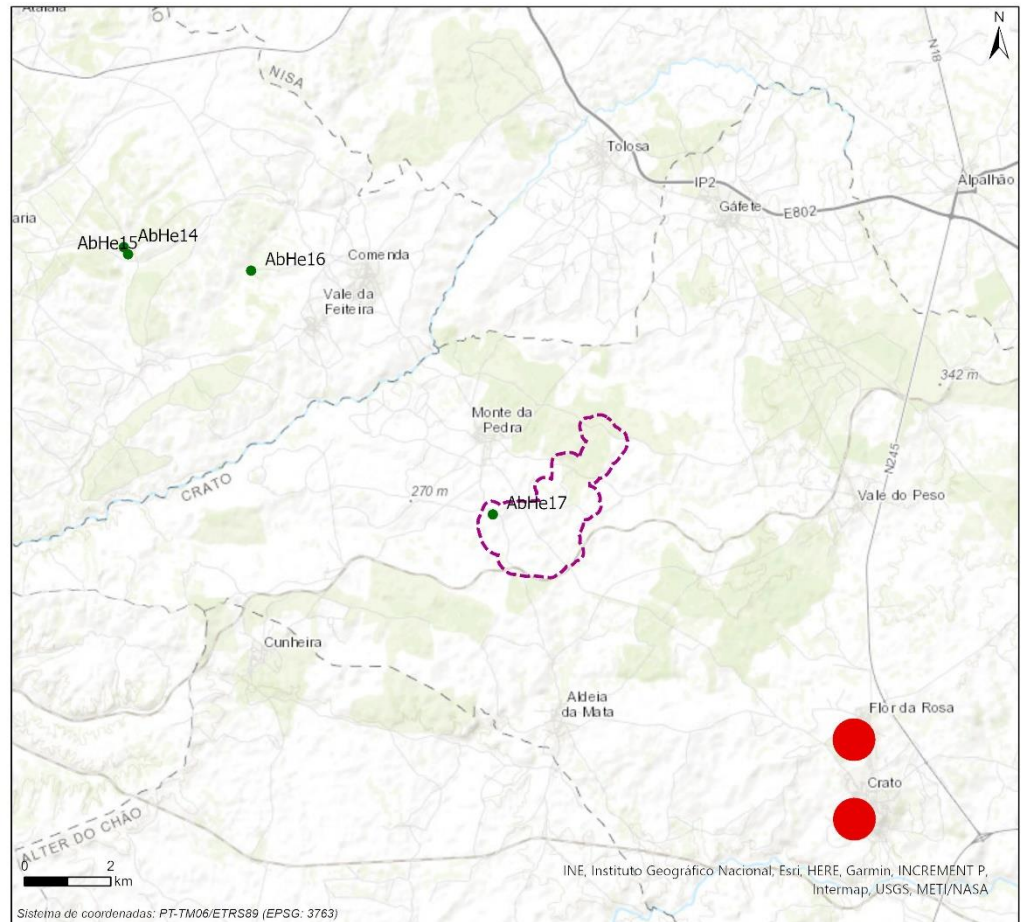 N
NISA
N18
Tolosa
Alpalhão
IP2
Gáfete
E802
aria
AbHe14
AbHe15
AbHe16
Comenda
Vale da
Feiteira
342 m
Monte da
Pedra
N245
CRATO
270 m
AbHe17
Vale do Peso
Cunheira
Aldeia
da Mata
Flor da Rosa
Crato
ALTER DO CHÃO
0 2
km
INE, Instituto Geográfico Nacional, Esri, HERE, Garmin, INCREMENT P,
Intermap, USGS, METI/NASA
Sistema de coordenadas: PT-TM06/ETRS89 (EPSG: 3763)